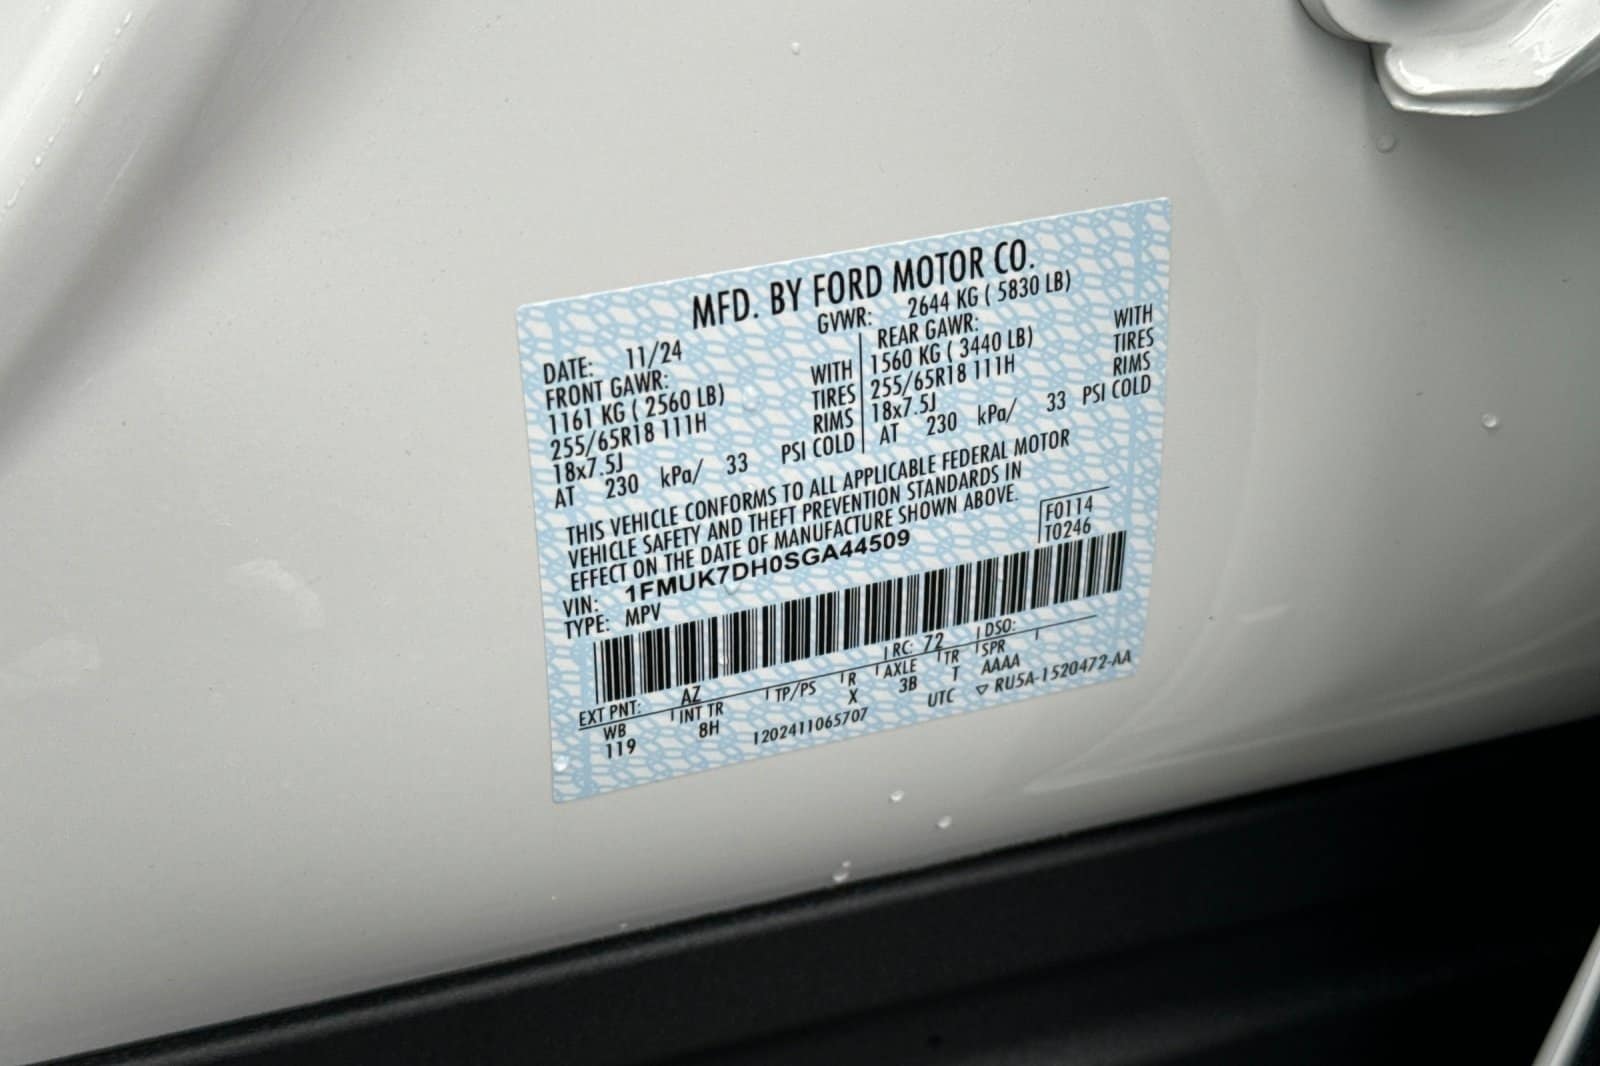 MFD. BY FORD MOTOR CO.
DATE: 11/24 GVWR: 2644 KG ( 5830 LB)
FRONT GAWR: WITH REAR GAWR: WITH
1161 KG ( 2560 LB) TIRES 1560 KG ( 3440 LB) TIRES
255/65R18 111H RIMS 255/65R18 111H RIMS
18x7.5J 18x7.5J
AT 230 kPa/ 33 PSI COLD AT 230 kPa/ 33 PSI COLD
THIS VEHICLE CONFORMS TO ALL APPLICABLE FEDERAL MOTOR
VEHICLE SAFETY AND THEFT PREVENTION STANDARDS IN
EFFECT ON THE DATE OF MANUFACTURE SHOWN ABOVE.
F0114
T0246
VIN: 1FMUK7DH0SGA44509
TYPE: MPV
EXT PNT: AZ RC: 72 DSO:
WB INT TR TP/PS R AXLE TR SPR
119 8H X 3B T AAAA
1202411065707 UTC ▽ RU5A-1520472-AA